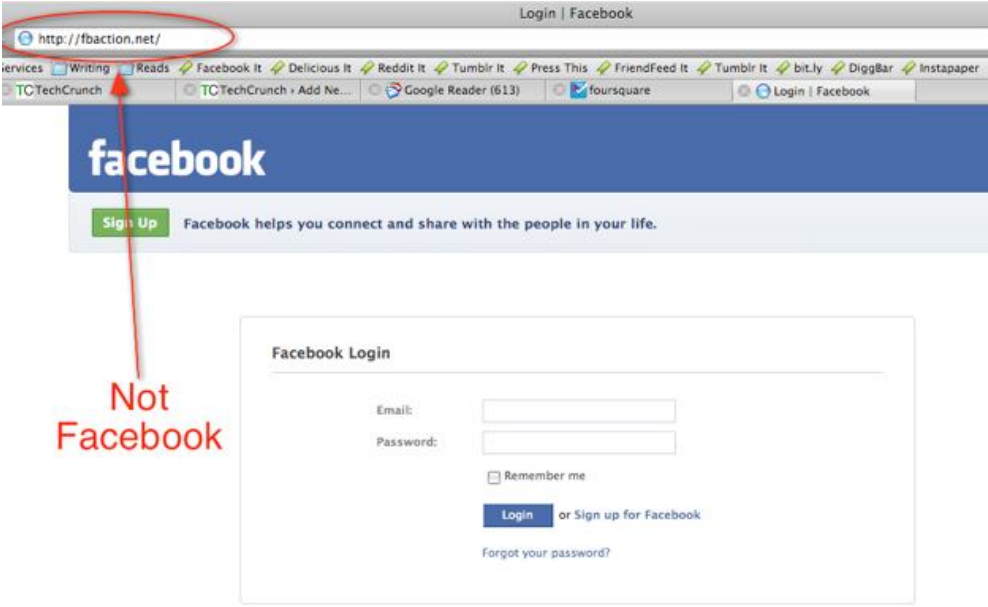 Login | Facebook
http://fbaction.net/
Services Writing Reads Facebook It Delicious It Reddit It Tumblr It Press This FriendFeed It Tumblr It bit.ly DiggBar Instapaper
TC TechCrunch TC TechCrunch › Add Ne... Google Reader (613) foursquare Login | Facebook
facebook
Sign Up Facebook helps you connect and share with the people in your life.
Facebook Login
Not
Facebook
Email:
Password:
Remember me
Login or Sign up for Facebook
Forgot your password?